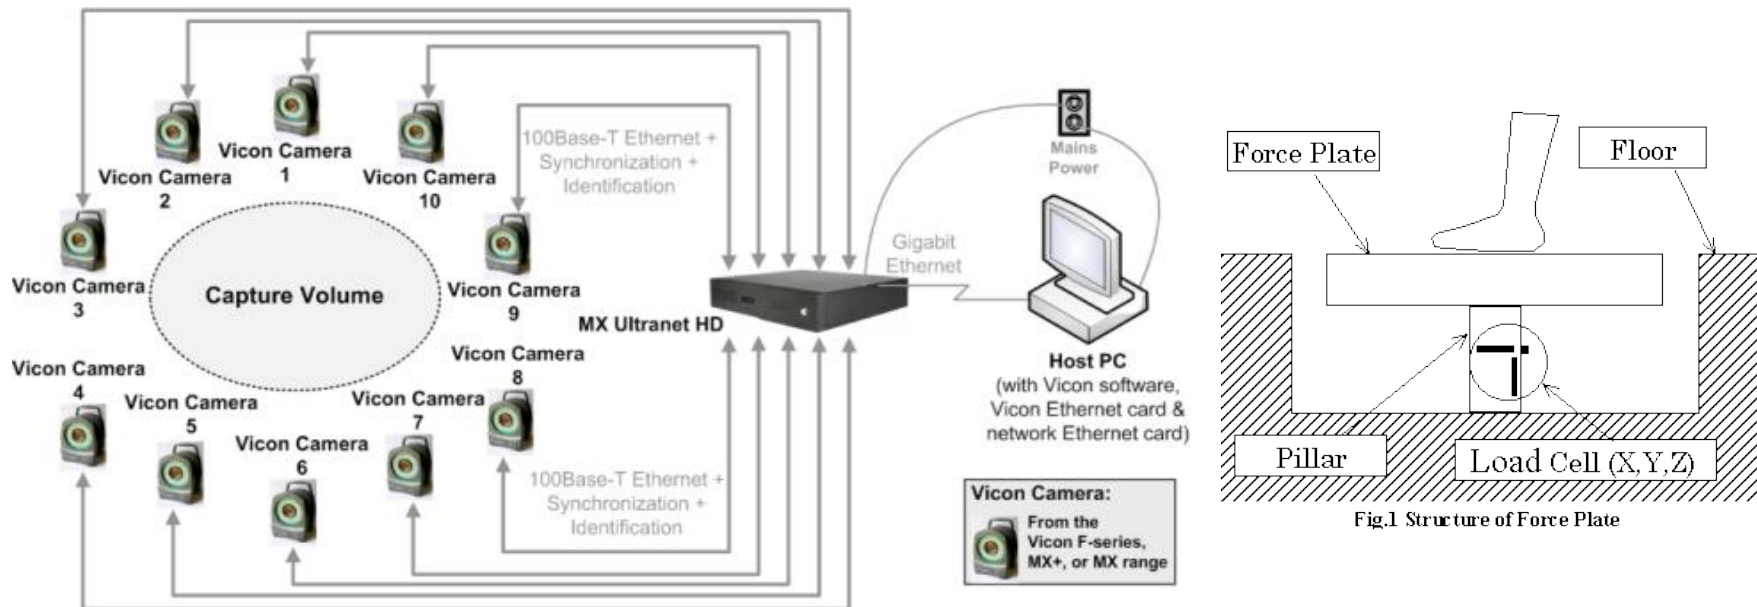 Vicon Camera
1
Vicon Camera
2
Vicon Camera
10
Vicon Camera
3
Vicon Camera
9
Capture Volume
Vicon Camera
4
Vicon Camera
5
Vicon Camera
6
Vicon Camera
7
Vicon Camera
8
100Base-T Ethernet +
Synchronization +
Identification
100Base-T Ethernet +
Synchronization +
Identification
MX Ultranet HD
Gigabit
Ethernet
Mains
Power
Host PC
(with Vicon software,
Vicon Ethernet card &
network Ethernet card)
Vicon Camera:
From the
Vicon F-series,
MX+, or MX range
Force Plate
Floor
Pillar
Load Cell (X,Y,Z)
Fig.1 Structure of Force Plate